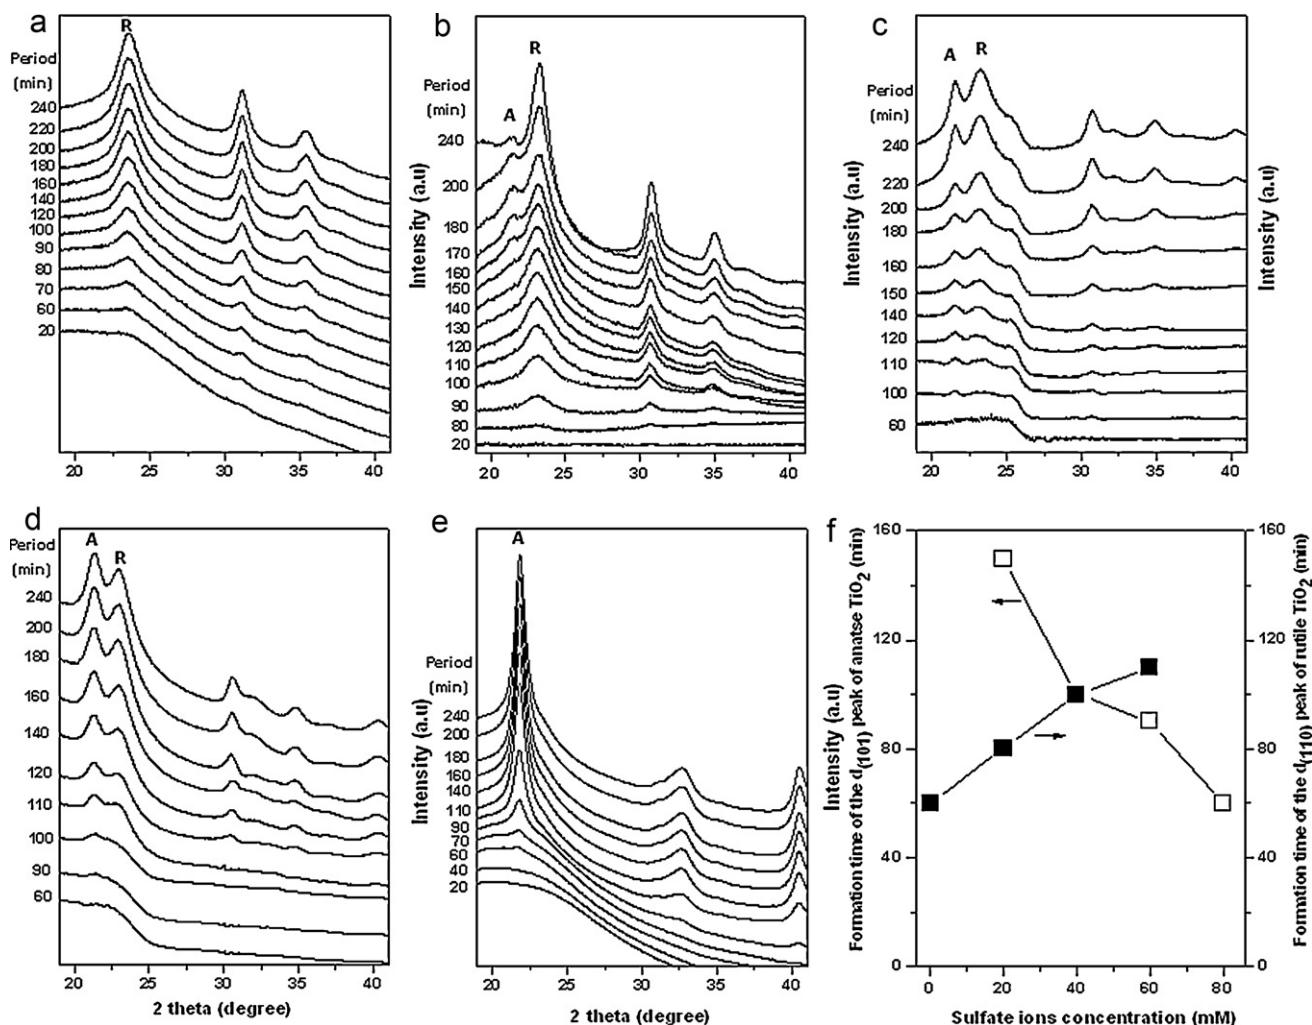 a
R
Period
(min)
240
220
200
180
160
140
120
100
90
80
70
60
20
20 25 30 35 40
b
R
A
Period
(min)
240
200
180
170
160
150
140
130
120
110
100
90
80
20
Intensity (a.u)
20 25 30 35 40
c
A R
Period
(min)
240
220
200
180
160
150
140
120
110
100
60
Intensity (a.u)
Intensity (a.u)
20 25 30 35 40
d
A
R
Period
(min)
240
200
180
160
140
120
110
100
90
60
20 25 30 35 40
2 theta (degree)
e
A
Period
(min)
240
200
180
160
140
110
90
70
60
40
20
Intensity (a.u)
20 25 30 35 40
2 theta (degree)
f
Intensity (a.u)
Formation time of the d(101) peak of anatse TiO2 (min)
160
120
80
40
0
160
120
80
40
0
Formation time of the d(110) peak of rutile TiO2 (min)
0 20 40 60 80
Sulfate ions concentration (mM)